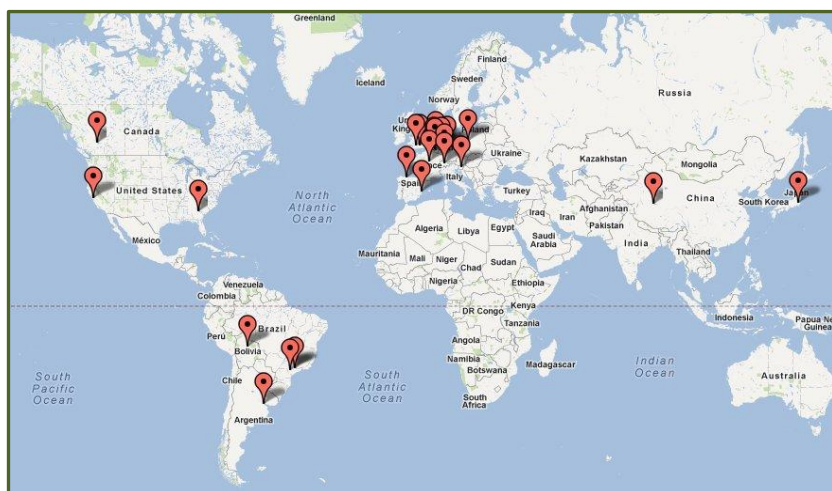 Greenland
Iceland
Finland
Sweden
Norway
Russia
Canada
Poland
Ukraine
Kazakhstan
Mongolia
United States
North
Atlantic
Ocean
Spain
Italy
Turkey
China
South Korea
Japan
Afghanistan
Iraq
Iran
Pakistan
Algeria
Libya
Egypt
Saudi
Arabia
India
México
Mauritania
Mali
Niger
Chad
Sudan
Thailand
Nigeria
Ethiopia
Venezuela
Colombia
DR Congo
Kenya
Tanzania
Indonesia
Papua New
Guinea
Brazil
Perú
Bolivia
Angola
Namibia
Botswana
Madagascar
South
Pacific
Ocean
Chile
South
Atlantic
Ocean
Indian
Ocean
Australia
South
Africa
Argentina